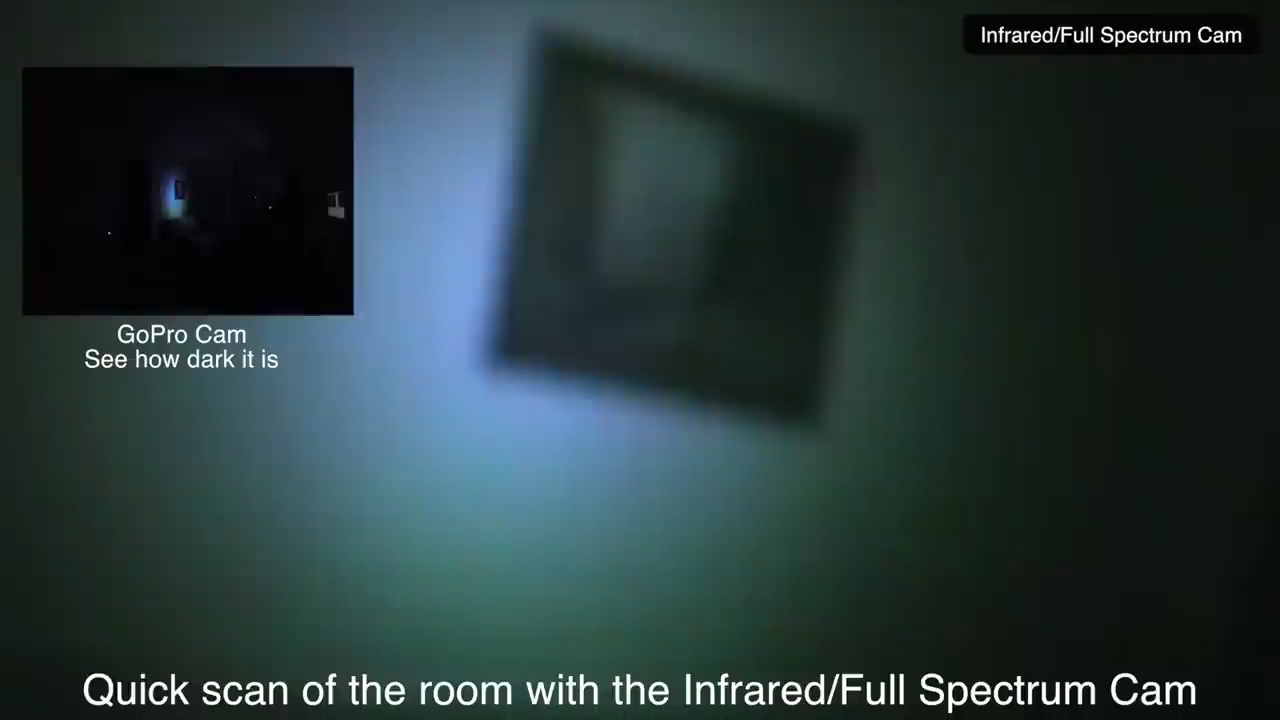 Infrared/Full Spectrum Cam
GoPro Cam
See how dark it is
Quick scan of the room with the Infrared/Full Spectrum Cam